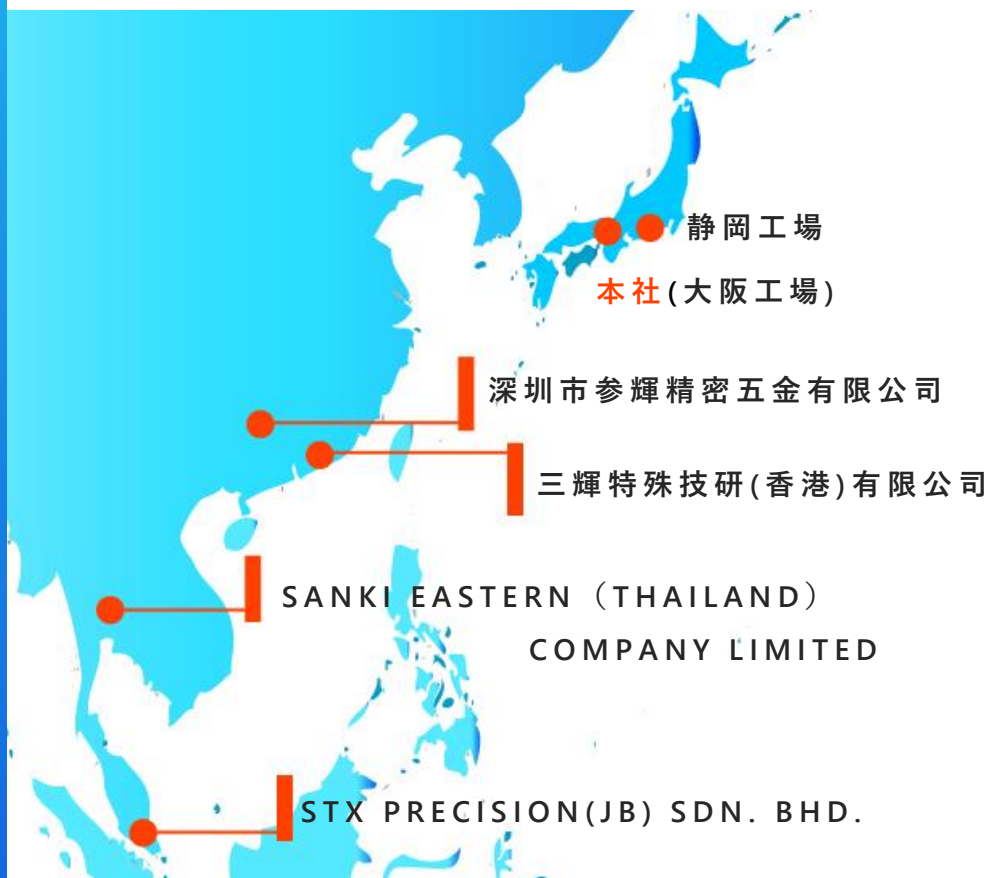 静岡工場
本社(大阪工場)
深圳市参輝精密五金有限公司
三輝特殊技研(香港)有限公司
SANKI EASTERN（THAILAND）
COMPANY LIMITED
STX PRECISION(JB) SDN. BHD.